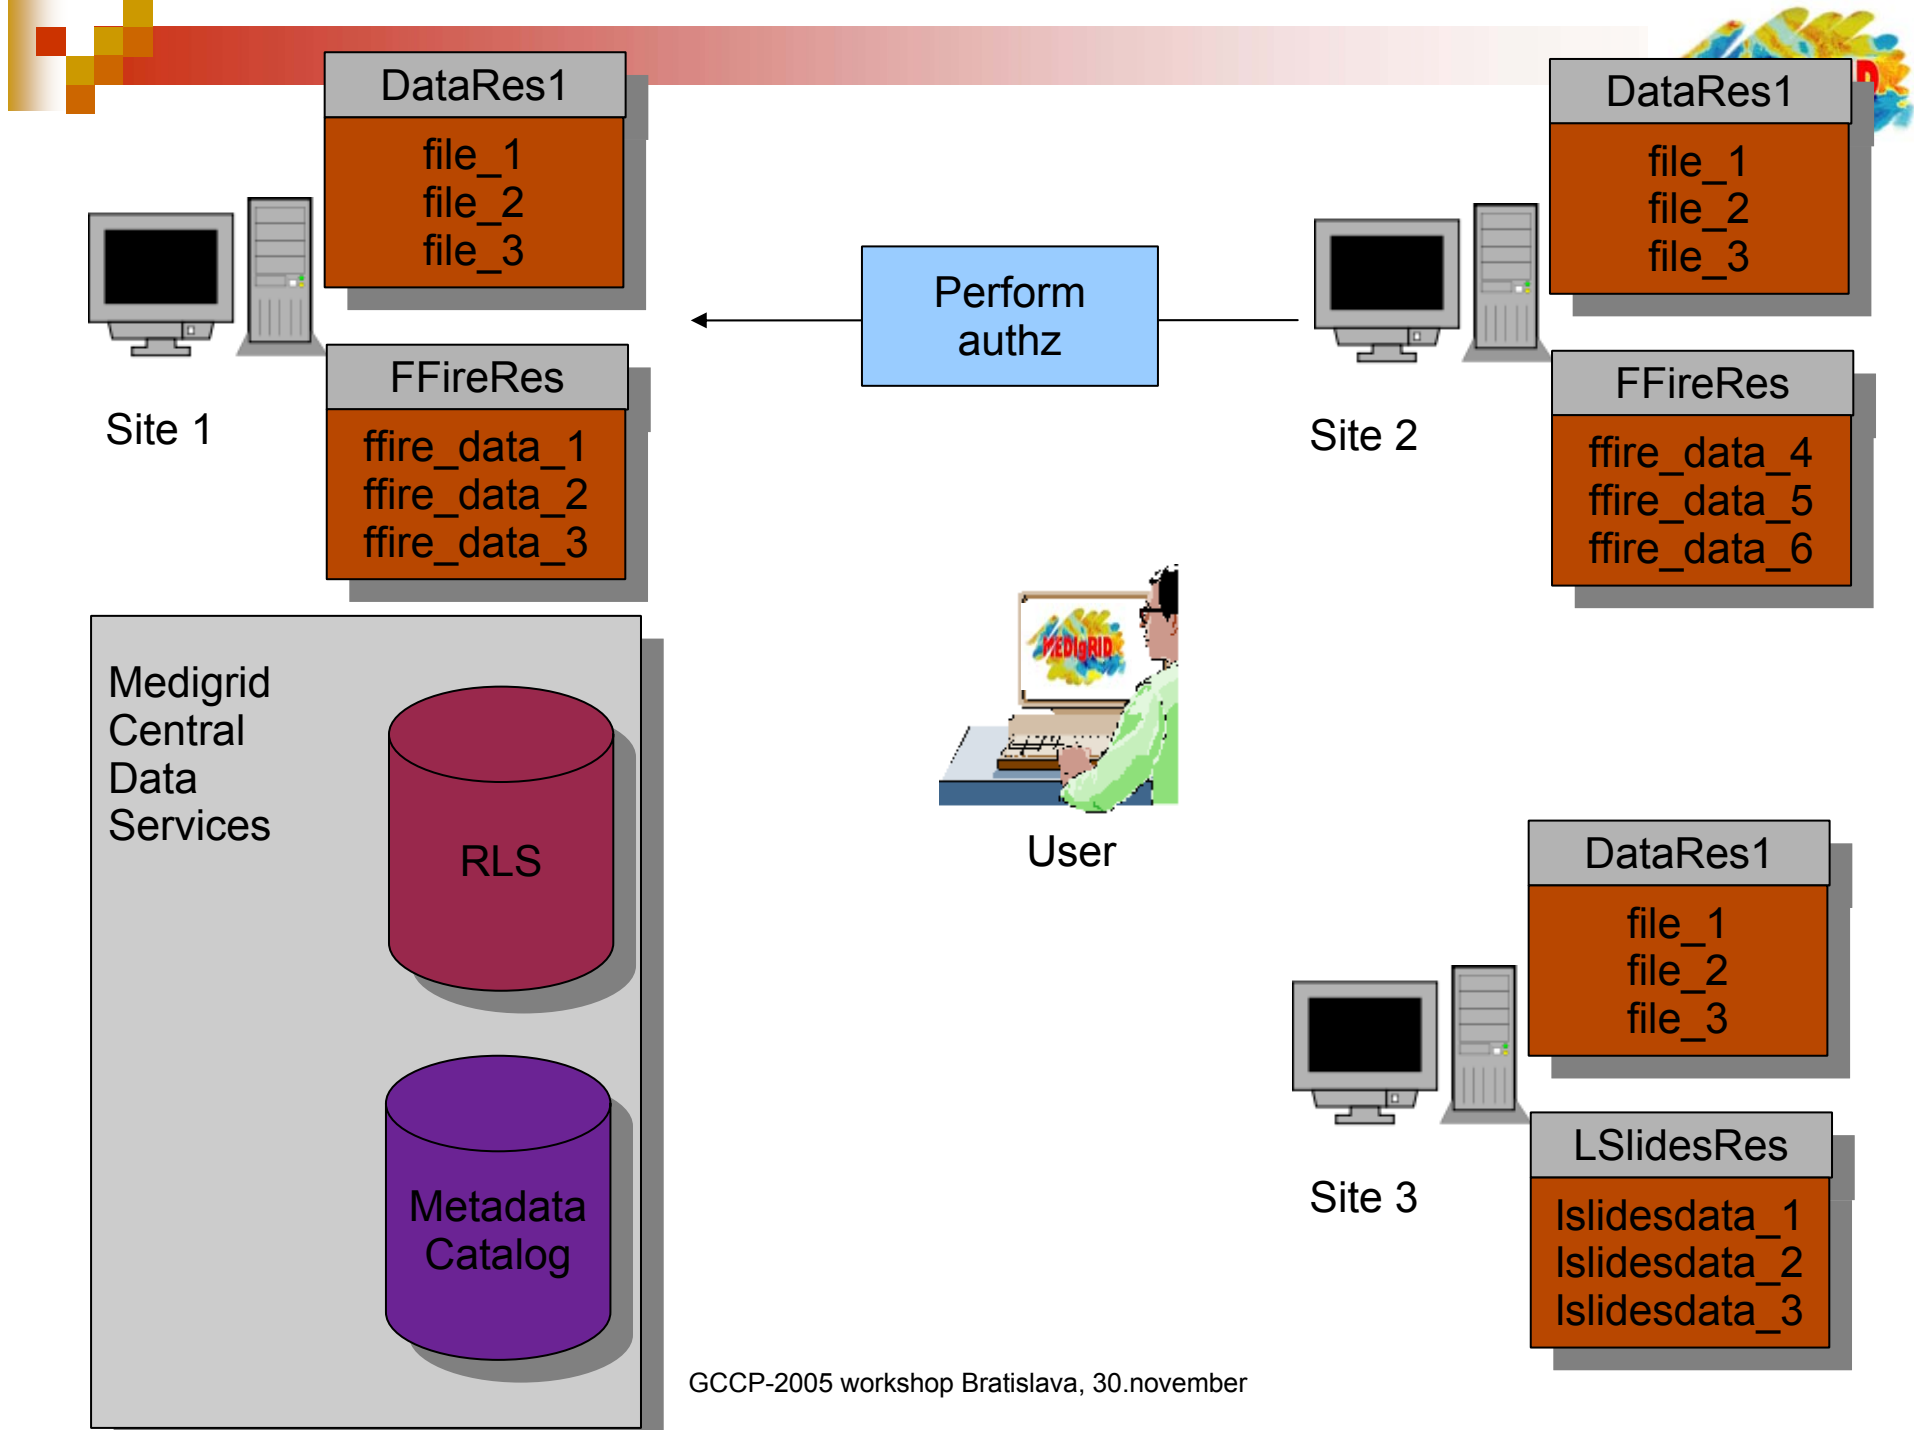 DataRes1
file_1
file_2
file_3
Site 1
FFireRes
ffire_data_1
ffire_data_2
ffire_data_3
Perform
authz
DataRes1
file_1
file_2
file_3
Site 2
FFireRes
ffire_data_4
ffire_data_5
ffire_data_6
Medigrid
Central
Data
Services
RLS
Metadata
Catalog
MEDIgRID
User
DataRes1
file_1
file_2
file_3
Site 3
LSlidesRes
lslidesdata_1
lslidesdata_2
lslidesdata_3
GCCP-2005 workshop Bratislava, 30.november